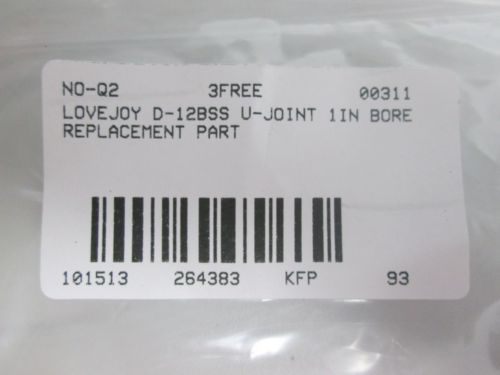 NO-Q2 3FREE 00311
LOVEJOY D-12BSS U-JOINT 1IN BORE
REPLACEMENT PART
101513 264383 KFP 93